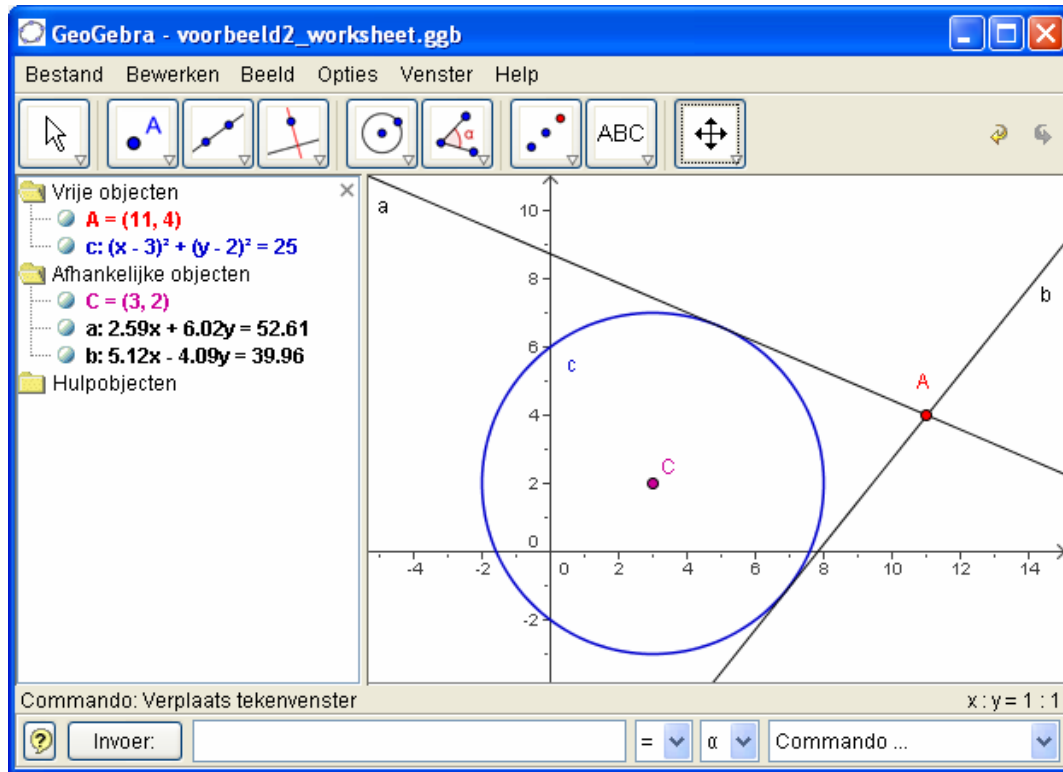 GeoGebra - voorbeeld2_worksheet.ggb
Bestand Bewerken Beeld Opties Venster Help
A α ABC
Vrije objecten
A = (11, 4)
c: (x - 3)² + (y - 2)² = 25
Afhankelijke objecten
C = (3, 2)
a: 2.59x + 6.02y = 52.61
b: 5.12x - 4.09y = 39.96
Hulpobjecten
a
10
8
b
6
c
A
4
C
2
0
-4 -2 0 2 4 6 8 10 12 14
-2
Commando: Verplaats tekenvenster x : y = 1 : 1
? Invoer: = α Commando ...